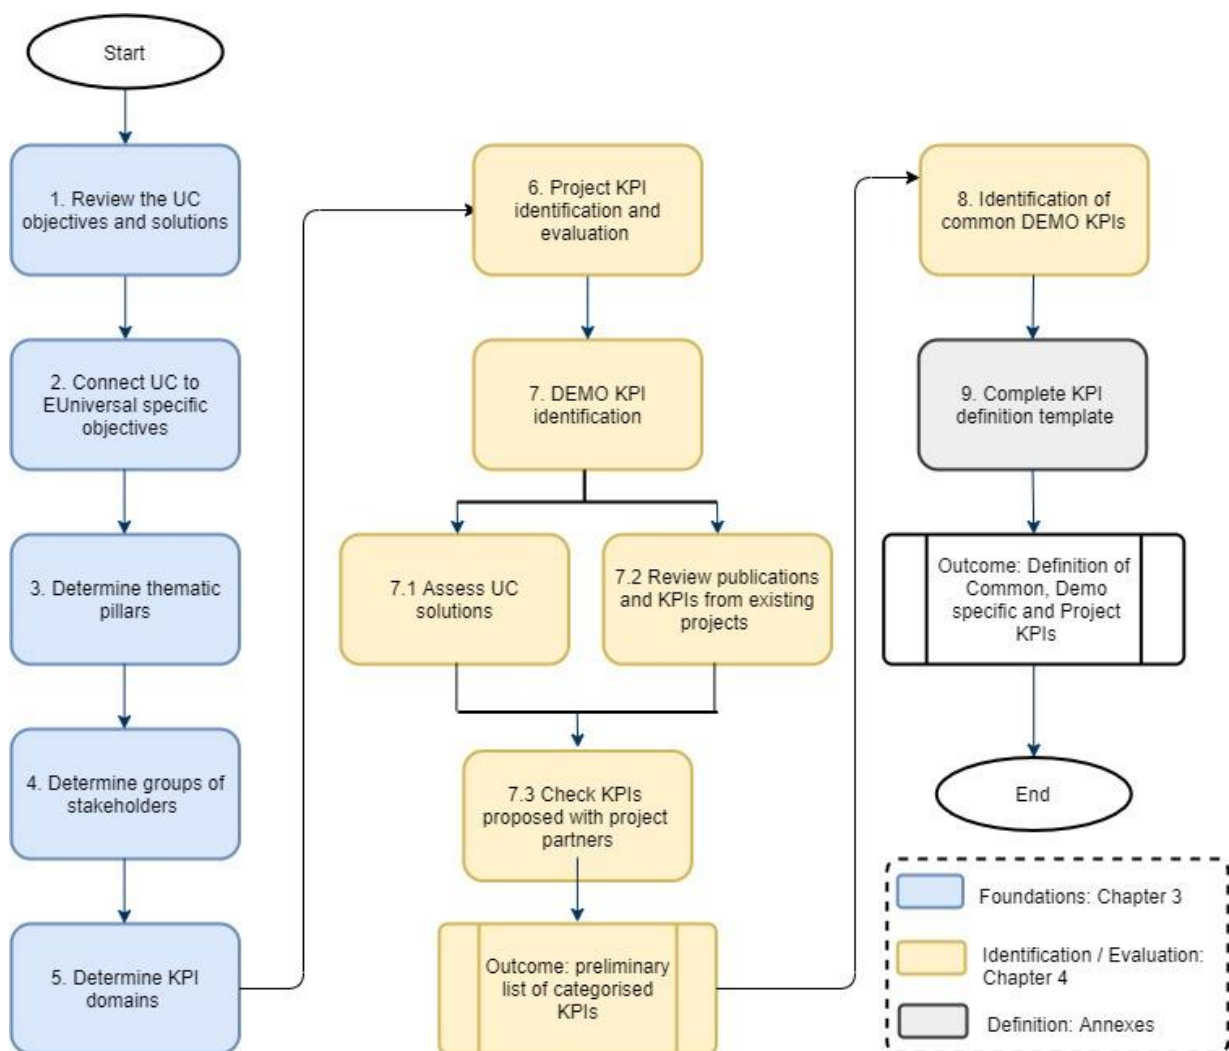 Start
1. Review the UC
objectives and solutions
2. Connect UC to
EUniversal specific
objectives
3. Determine thematic
pillars
4. Determine groups of
stakeholders
5. Determine KPI
domains
6. Project KPI
identification and
evaluation
7. DEMO KPI
identification
7.1 Assess UC
solutions
7.2 Review publications
and KPIs from existing
projects
7.3 Check KPIs
proposed with project
partners
Outcome: preliminary
list of categorised
KPIs
8. Identification of
common DEMO KPIs
9. Complete KPI
definition template
Outcome: Definition of
Common, Demo
specific and Project
KPIs
End
Foundations: Chapter 3
Identification / Evaluation:
Chapter 4
Definition: Annexes